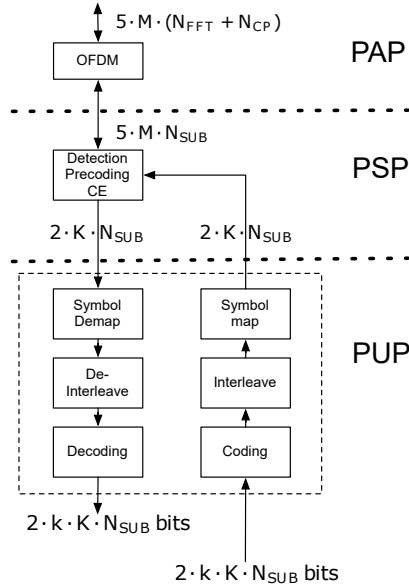 5·M·(N_FFT + N_CP)
OFDM
PAP
5·M·N_SUB
Detection
Precoding
CE
PSP
2·K·N_SUB
2·K·N_SUB
Symbol
Demap
Symbol
map
PUP
De-
Interleave
Interleave
Decoding
Coding
2·k·K·N_SUB bits
2·k·K·N_SUB bits